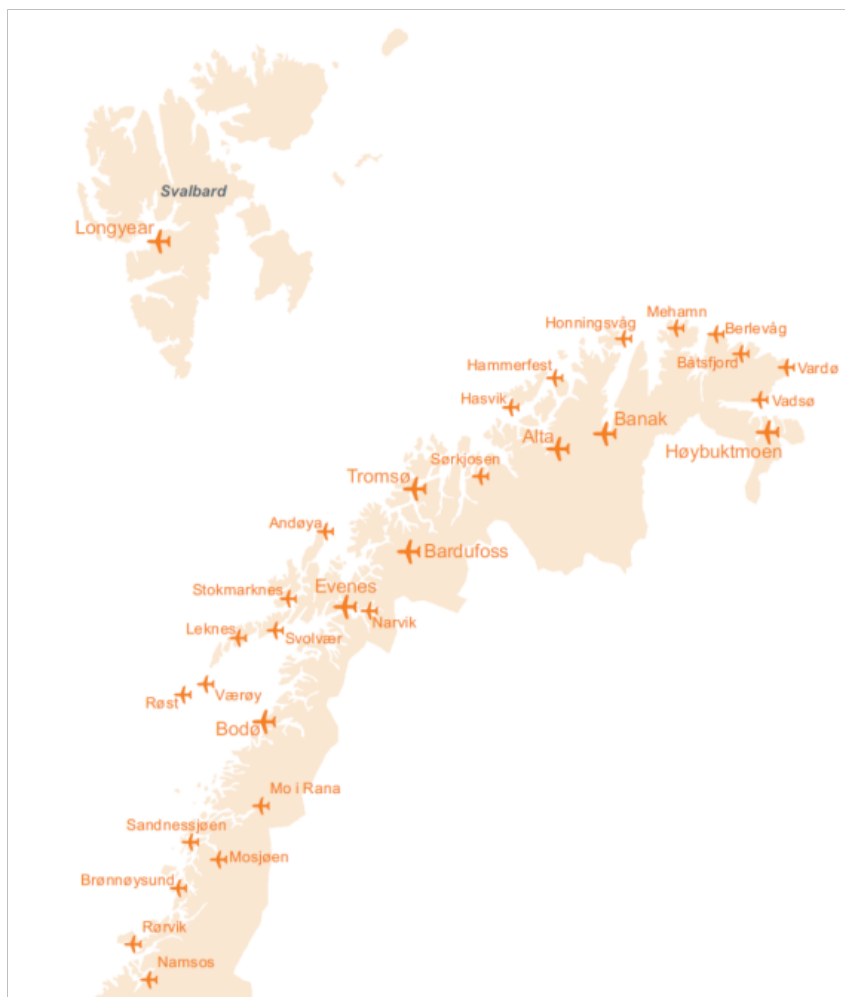 Svalbard
Longyear
Mehamn
Honningsvåg
Berlevåg
Båtsfjord
Hammerfest
Vardø
Hasvik
Vadsø
Banak
Alta
Høybuktmoen
Sørkjosen
Tromsø
Andøya
Bardufoss
Stokmarknes
Evenes
Narvik
Leknes
Svolvær
Værøy
Røst
Bodø
Mo i Rana
Sandnessjøen
Mosjøen
Brønnøysund
Rørvik
Namsos